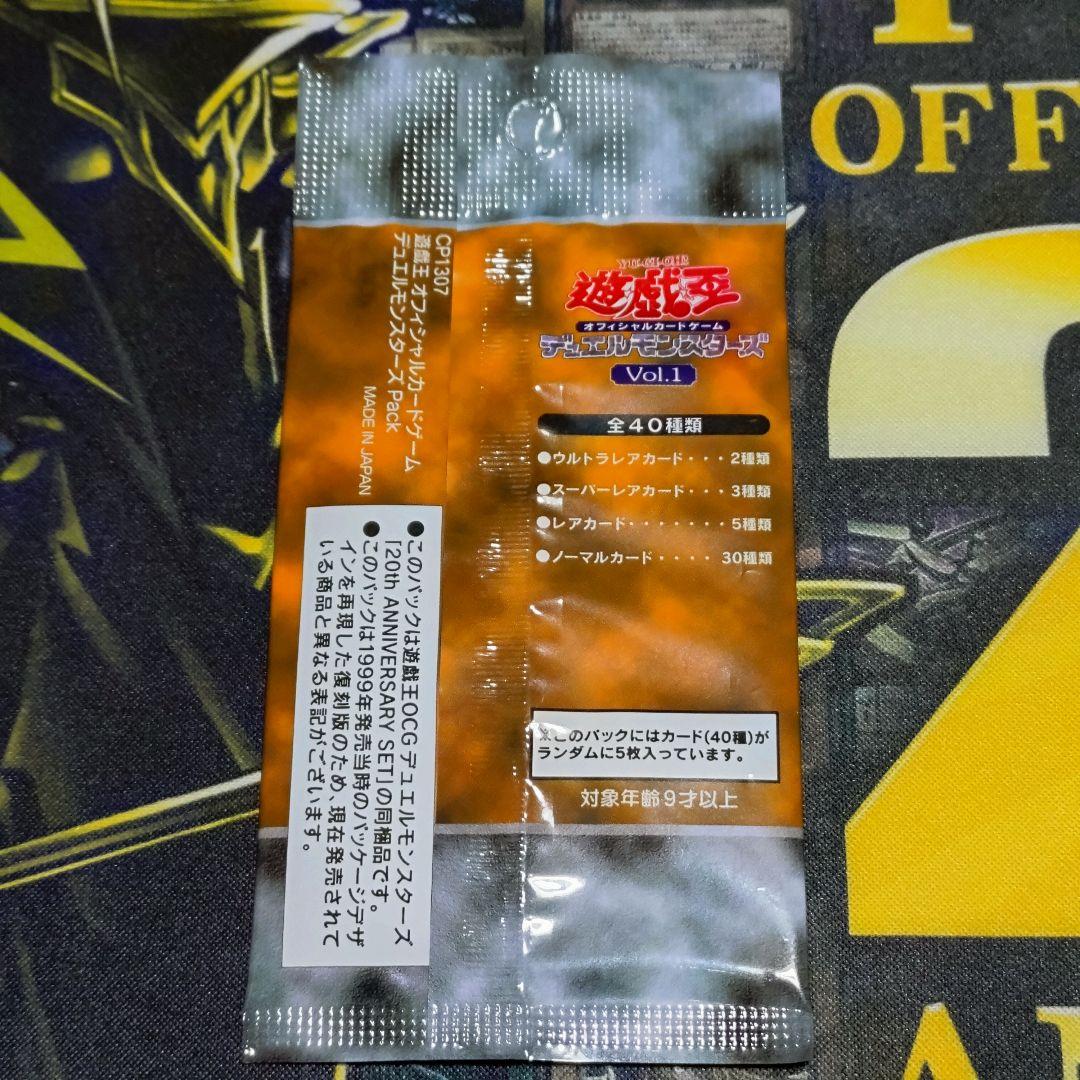 OFF
CP1307
遊戯王 オフィシャルカードゲーム
デュエルモンスターズ Pack
MADE IN JAPAN
YU-GI-OH
遊戯王
オフィシャルカードゲーム
デュエルモンスターズ
Vol.1
全40種類
●ウルトラレアカード・・・2種類
●スーパーレアカード・・・3種類
●レアカード・・・・・・・5種類
●ノーマルカード・・・・30種類
●このパックは遊戯王OCG デュエルモンスターズ
「20th ANNIVERSARY SET」の同梱品です。
●このパックは1999年発売当時のパッケージデザ
インを再現した復刻版のため、現在発売されて
いる商品と異なる表記がございます。
※このパックにはカード(40種)が
ランダムに5枚入っています。
対象年齢9才以上